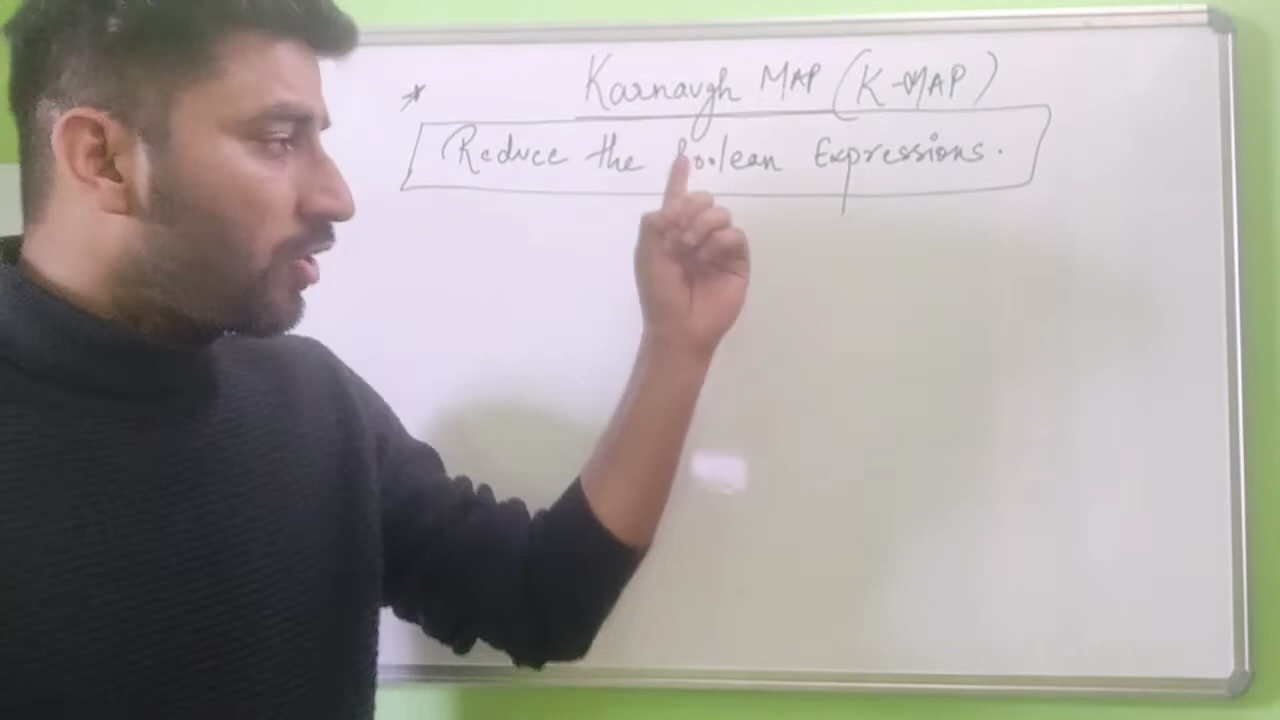 * Karnaugh MAP (K-MAP)
Reduce the Boolean Expressions.